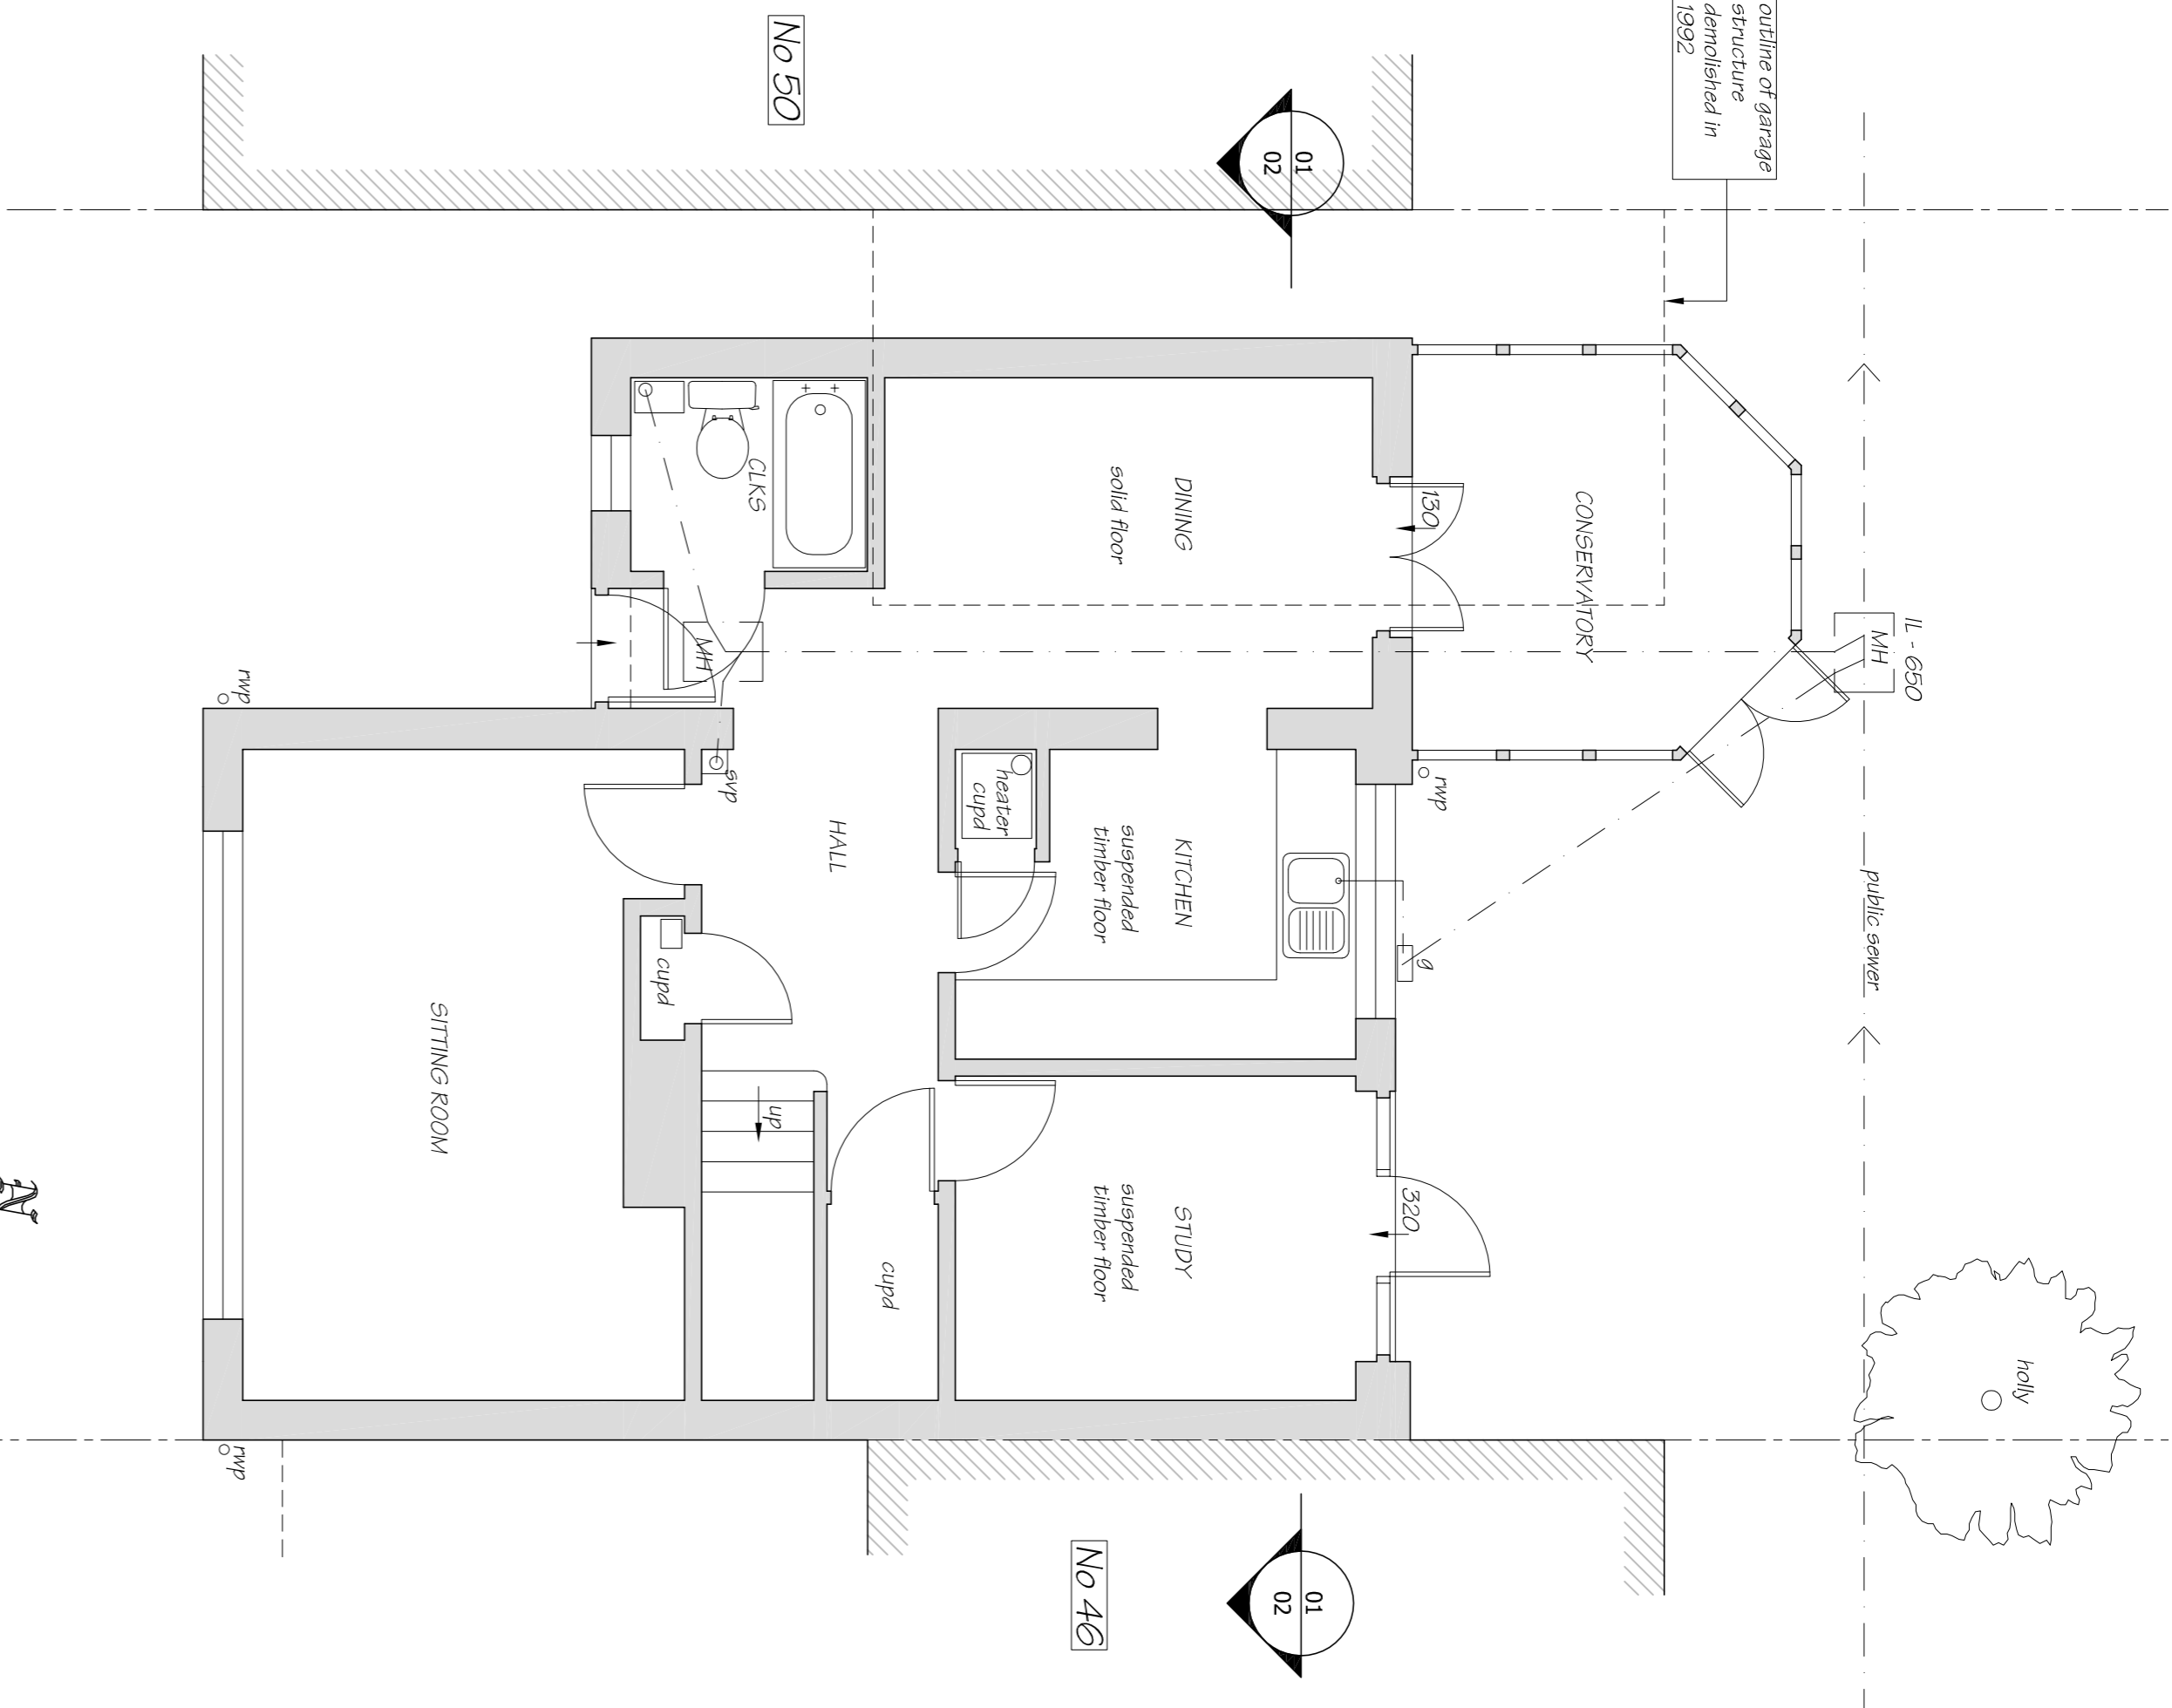 outline of garage
structure
demolished in
1992
No 50
01
02
IL - 650
MH
public sewer
holly
CONSERVATORY
130
rwp
g
320
DINING
solid floor
KITCHEN
suspended
timber floor
STUDY
suspended
timber floor
heater
cupd
CLKS
MH
svp
HALL
up
cupd
cupd
SITTING ROOM
rwp
rwp
No 46
01
02